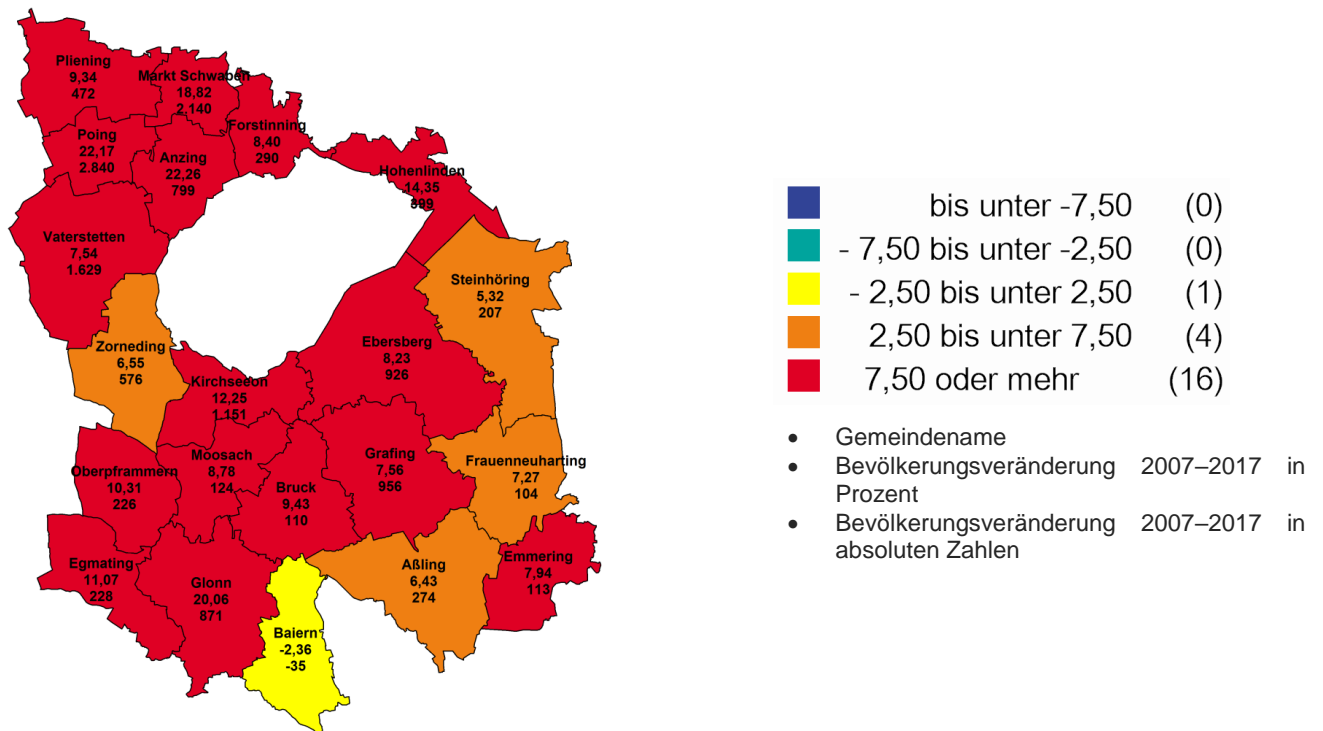 Pliening
9,34
472
Markt Schwaben
18,82
2.140
Forstinning
8,40
290
Poing
22,17
2.840
Anzing
22,26
799
Hohenlinden
14,35
399
Vaterstetten
7,54
1.629
Steinhöring
5,32
207
Zorneding
6,55
576
Ebersberg
8,23
926
Kirchseeon
12,25
1.151
Oberpframmern
10,31
226
Moosach
8,78
124
Bruck
9,43
110
Grafing
7,56
956
Frauenneuharting
7,27
104
Egmating
11,07
228
Glonn
20,06
871
Aßling
6,43
274
Emmering
7,94
113
Baiern
-2,36
-35
bis unter -7,50 (0)
- 7,50 bis unter -2,50 (0)
- 2,50 bis unter 2,50 (1)
2,50 bis unter 7,50 (4)
7,50 oder mehr (16)
• Gemeindename
• Bevölkerungsveränderung 2007–2017 in
Prozent
• Bevölkerungsveränderung 2007–2017 in
absoluten Zahlen